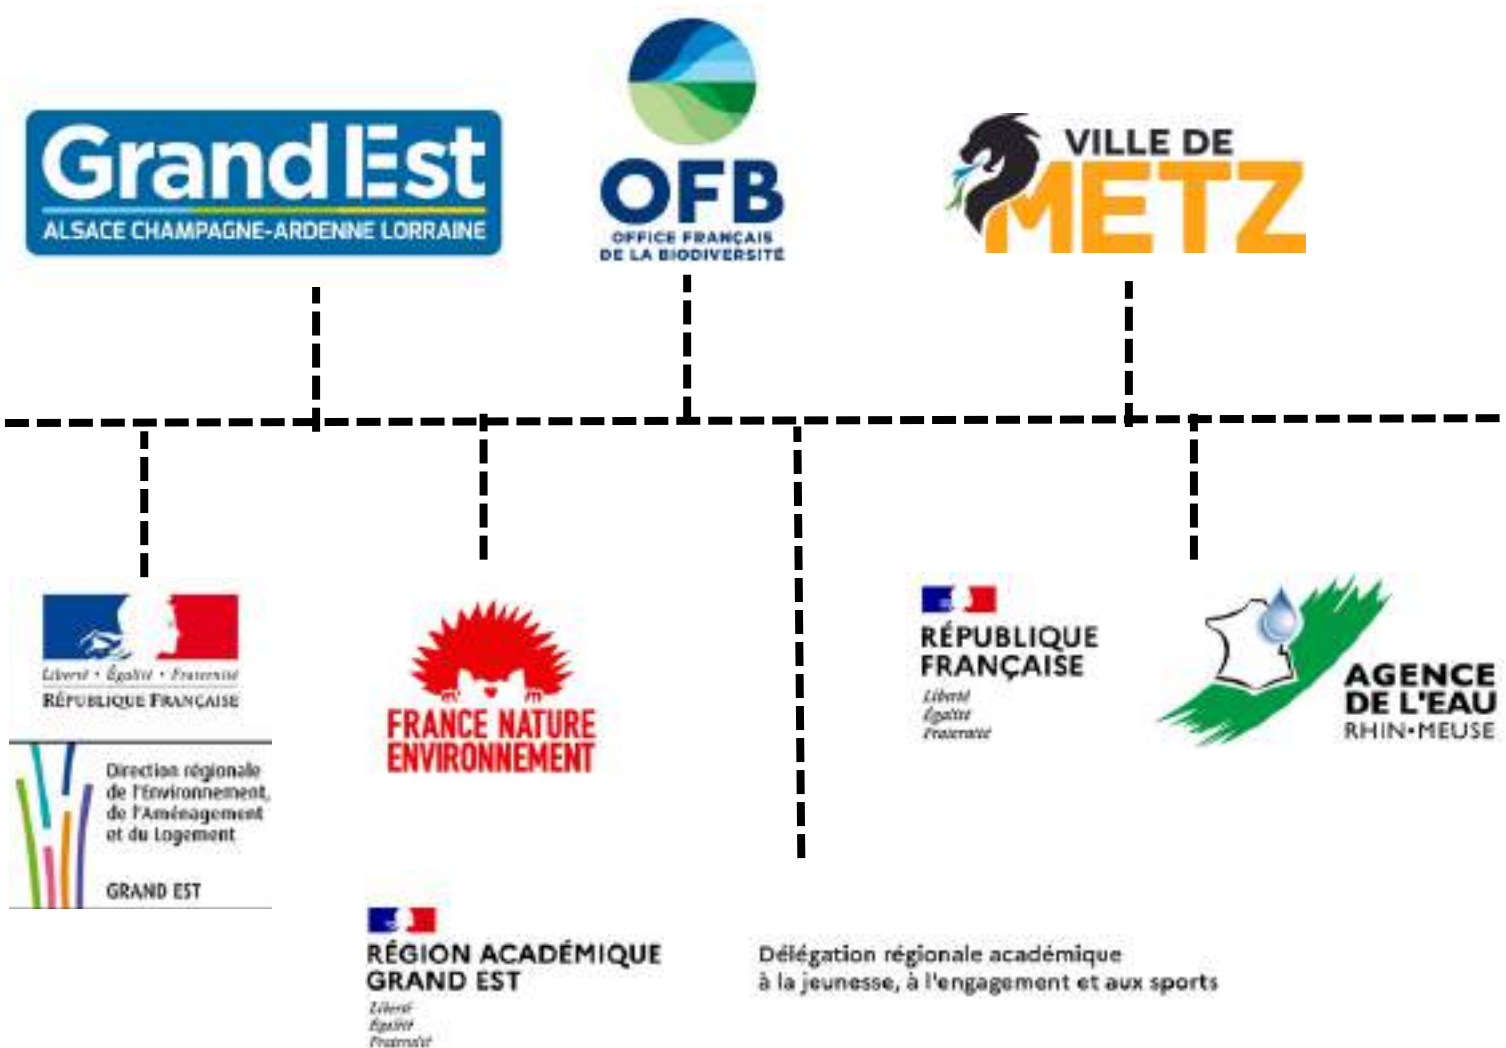 Grand Est
ALSACE CHAMPAGNE-ARDENNE LORRAINE
OFB
OFFICE FRANÇAIS
DE LA BIODIVERSITÉ
VILLE DE
METZ
Liberté • Égalité • Fraternité
RÉPUBLIQUE FRANÇAISE
Direction régionale
de l'Environnement,
de l'Aménagement
et du Logement
GRAND EST
FRANCE NATURE
ENVIRONNEMENT
RÉPUBLIQUE
FRANÇAISE
Liberté
Égalité
Fraternité
AGENCE
DE L'EAU
RHIN•MEUSE
RÉGION ACADÉMIQUE
GRAND EST
Liberté
Égalité
Fraternité
Délégation régionale académique
à la jeunesse, à l'engagement et aux sports